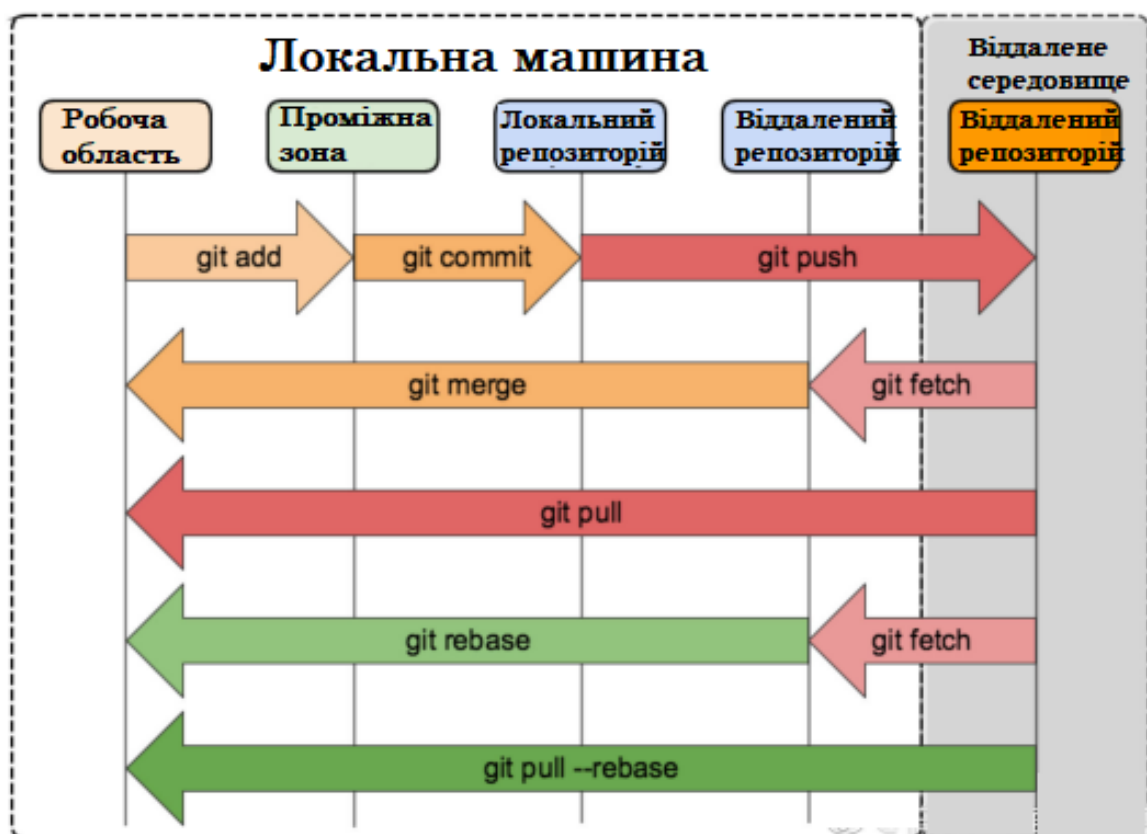 Локальна машина
Віддалене
середовище
Робоча
область
Проміжна
зона
Локальний
репозиторій
Віддалений
репозиторій
Віддалений
репозиторій
git add
git commit
git push
git merge
git fetch
git pull
git rebase
git fetch
git pull --rebase